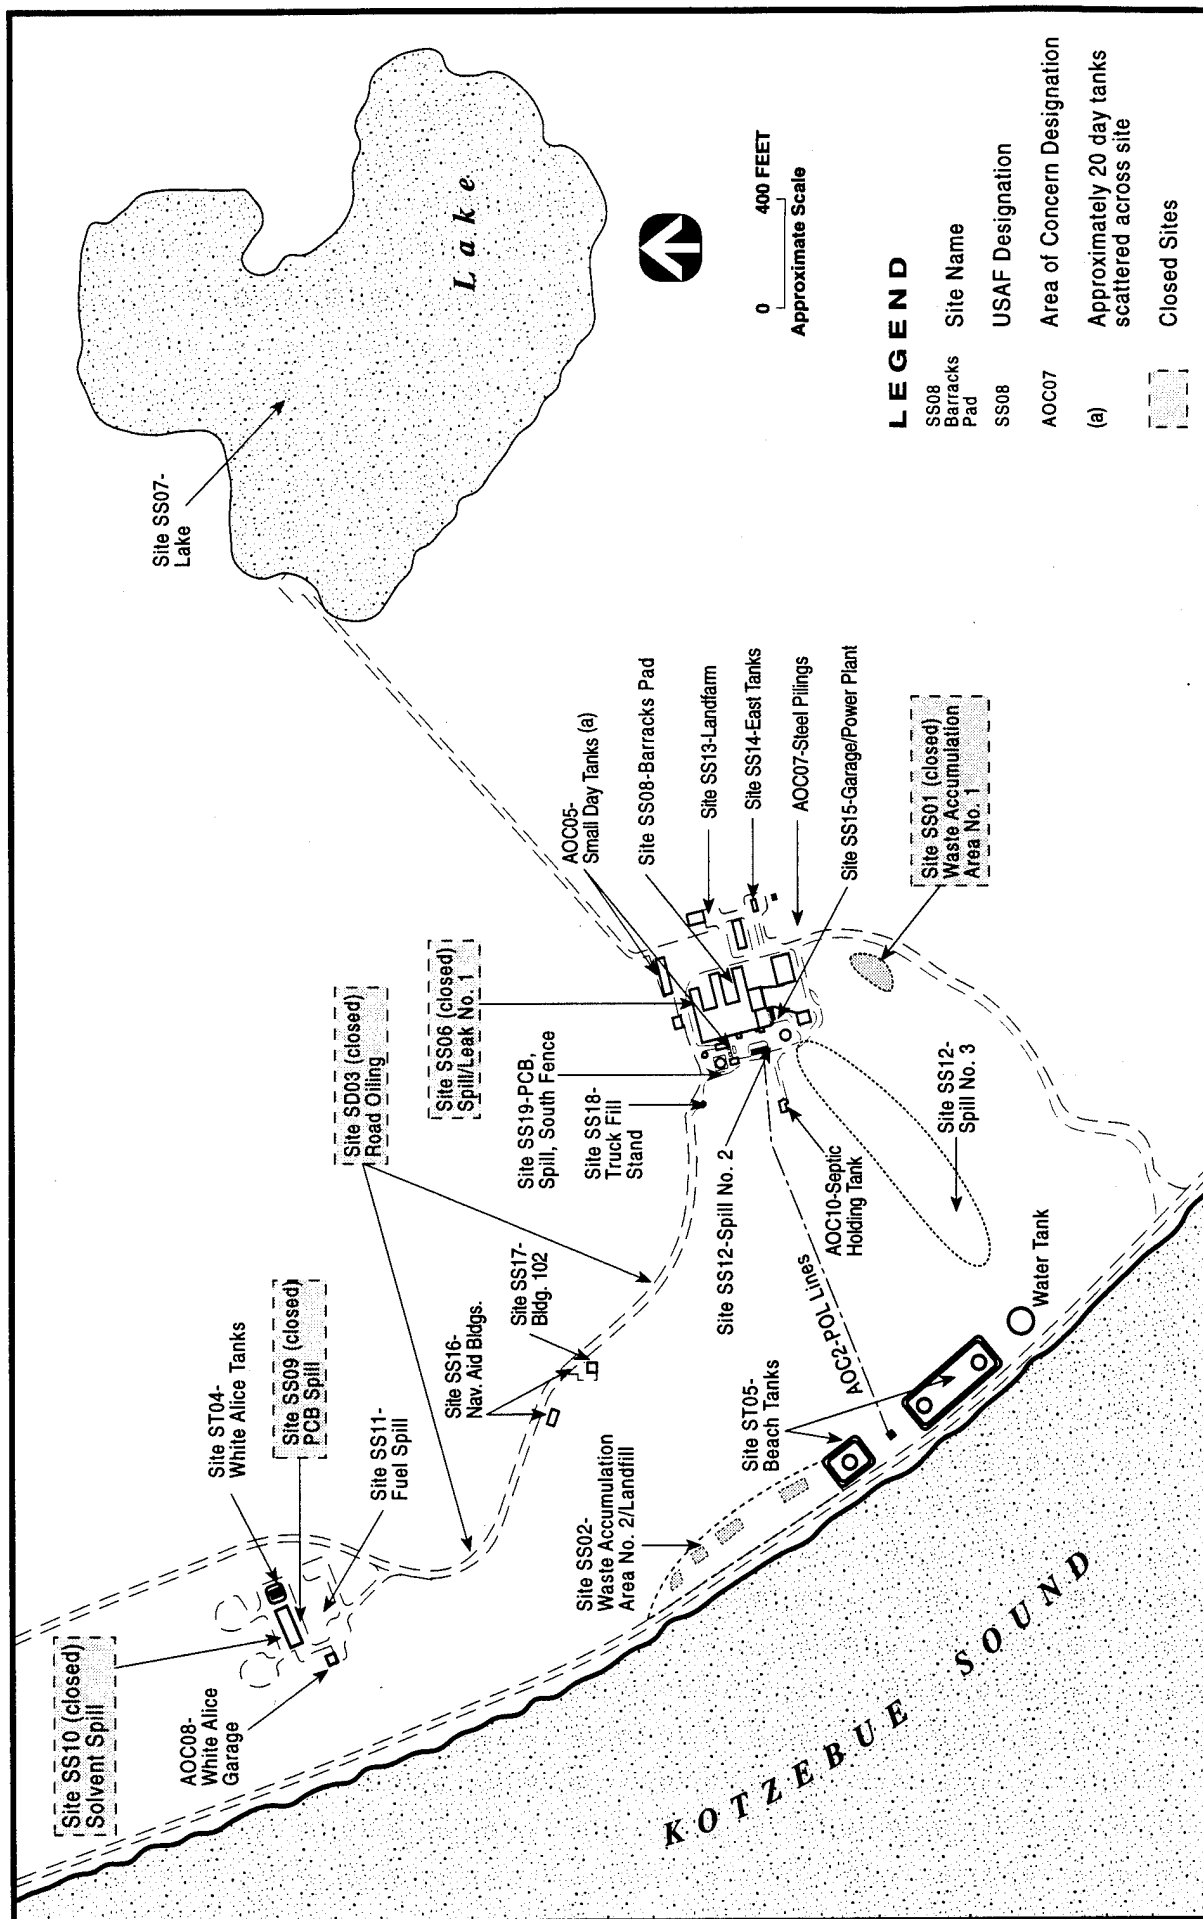 Site SS10 (closed)
Solvent Spill
AOC08-
White Alice
Garage
Site ST04-
White Alice Tanks
Site SS09 (closed)
PCB Spill
Site SS11-
Fuel Spill
Site SD03 (closed)
Road Oiling
Site SS16-
Nav. Aid Bldgs.
Site SS17-
Bldg. 102
Site SS06 (closed)
Spill/Leak No. 1
Site SS19-PCB,
Spill, South Fence
Site SS18-
Truck Fill
Stand
Site SS12-Spill No. 2
AOC10-Septic
Holding Tank
AOC2-POL Lines
Site SS02-
Waste Accumulation
Area No. 2/Landfill
Site ST05-
Beach Tanks
Water Tank
Site SS12-
Spill No. 3
KOTZEBUE SOUND
Site SS07-
Lake
Lake
AOC05-
Small Day Tanks (a)
Site SS08-Barracks Pad
Site SS13-Landfarm
Site SS14-East Tanks
AOC07-Steel Pilings
Site SS15-Garage/Power Plant
Site SS01 (closed)
Waste Accumulation
Area No. 1
0 400 FEET
Approximate Scale
LEGEND
SS08
Barracks
Pad
Site Name
SS08 USAF Designation
AOC07 Area of Concern Designation
(a) Approximately 20 day tanks
scattered across site
Closed Sites